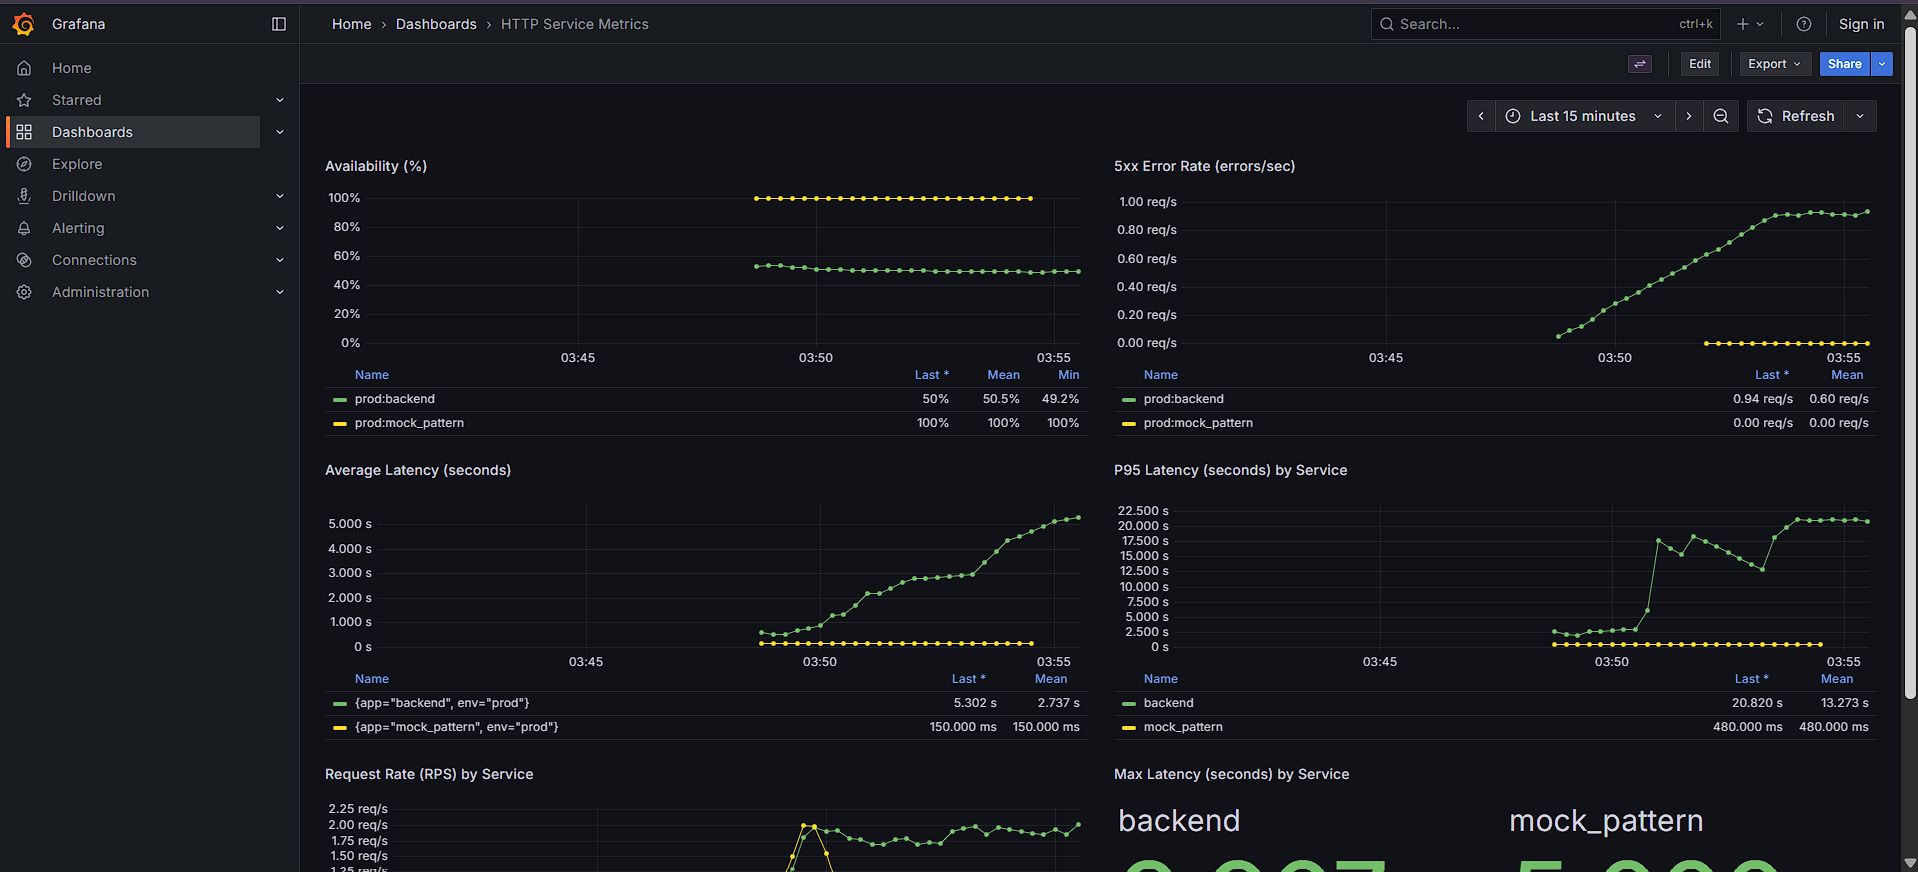 Grafana
Home › Dashboards › HTTP Service Metrics
Search... ctrl+k
Sign in
Edit
Export
Share
Home
Starred
Dashboards
Explore
Drilldown
Alerting
Connections
Administration
Last 15 minutes
Refresh
Availability (%)
100%
80%
60%
40%
20%
0%
03:45 03:50 03:55
Name Last * Mean Min
prod:backend 50% 50.5% 49.2%
prod:mock_pattern 100% 100% 100%
5xx Error Rate (errors/sec)
1.00 req/s
0.80 req/s
0.60 req/s
0.40 req/s
0.20 req/s
0.00 req/s
03:45 03:50 03:55
Name Last * Mean
prod:backend 0.94 req/s 0.60 req/s
prod:mock_pattern 0.00 req/s 0.00 req/s
Average Latency (seconds)
5.000 s
4.000 s
3.000 s
2.000 s
1.000 s
0 s
03:45 03:50 03:55
Name Last * Mean
{app="backend", env="prod"} 5.302 s 2.737 s
{app="mock_pattern", env="prod"} 150.000 ms 150.000 ms
P95 Latency (seconds) by Service
22.500 s
20.000 s
17.500 s
15.000 s
12.500 s
10.000 s
7.500 s
5.000 s
2.500 s
0 s
03:45 03:50 03:55
Name Last * Mean
backend 20.820 s 13.273 s
mock_pattern 480.000 ms 480.000 ms
Request Rate (RPS) by Service
2.25 req/s
2.00 req/s
1.75 req/s
1.50 req/s
1.25 req/s
Max Latency (seconds) by Service
backend
mock_pattern